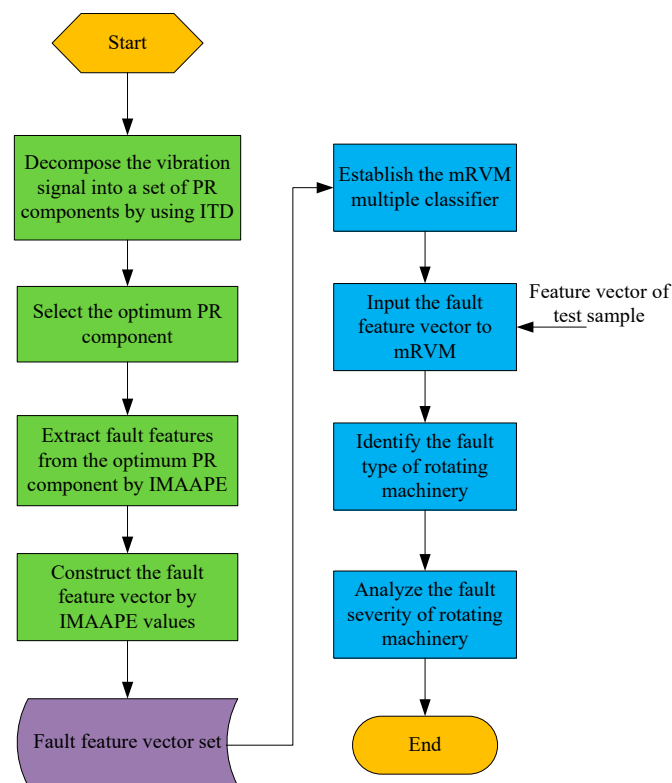 Start
Decompose the vibration
signal into a set of PR
components by using ITD
Select the optimum PR
component
Extract fault features
from the optimum PR
component by IMAAPE
Construct the fault
feature vector by
IMAAPE values
Fault feature vector set
Establish the mRVM
multiple classifier
Input the fault
feature vector to
mRVM
Feature vector of
test sample
Identify the fault
type of rotating
machinery
Analyze the fault
severity of rotating
machinery
End